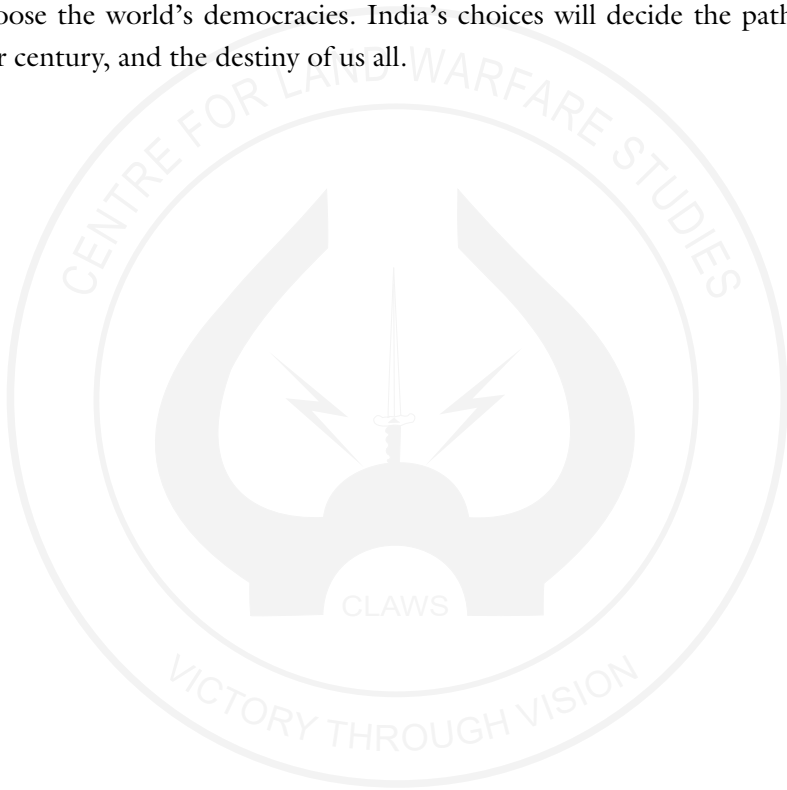 oose the world’s democracies. India’s choices will decide the path
r century, and the destiny of us all.
CENTRE FOR LAND WARFARE STUDIES
CLAWS
VICTORY THROUGH VISION